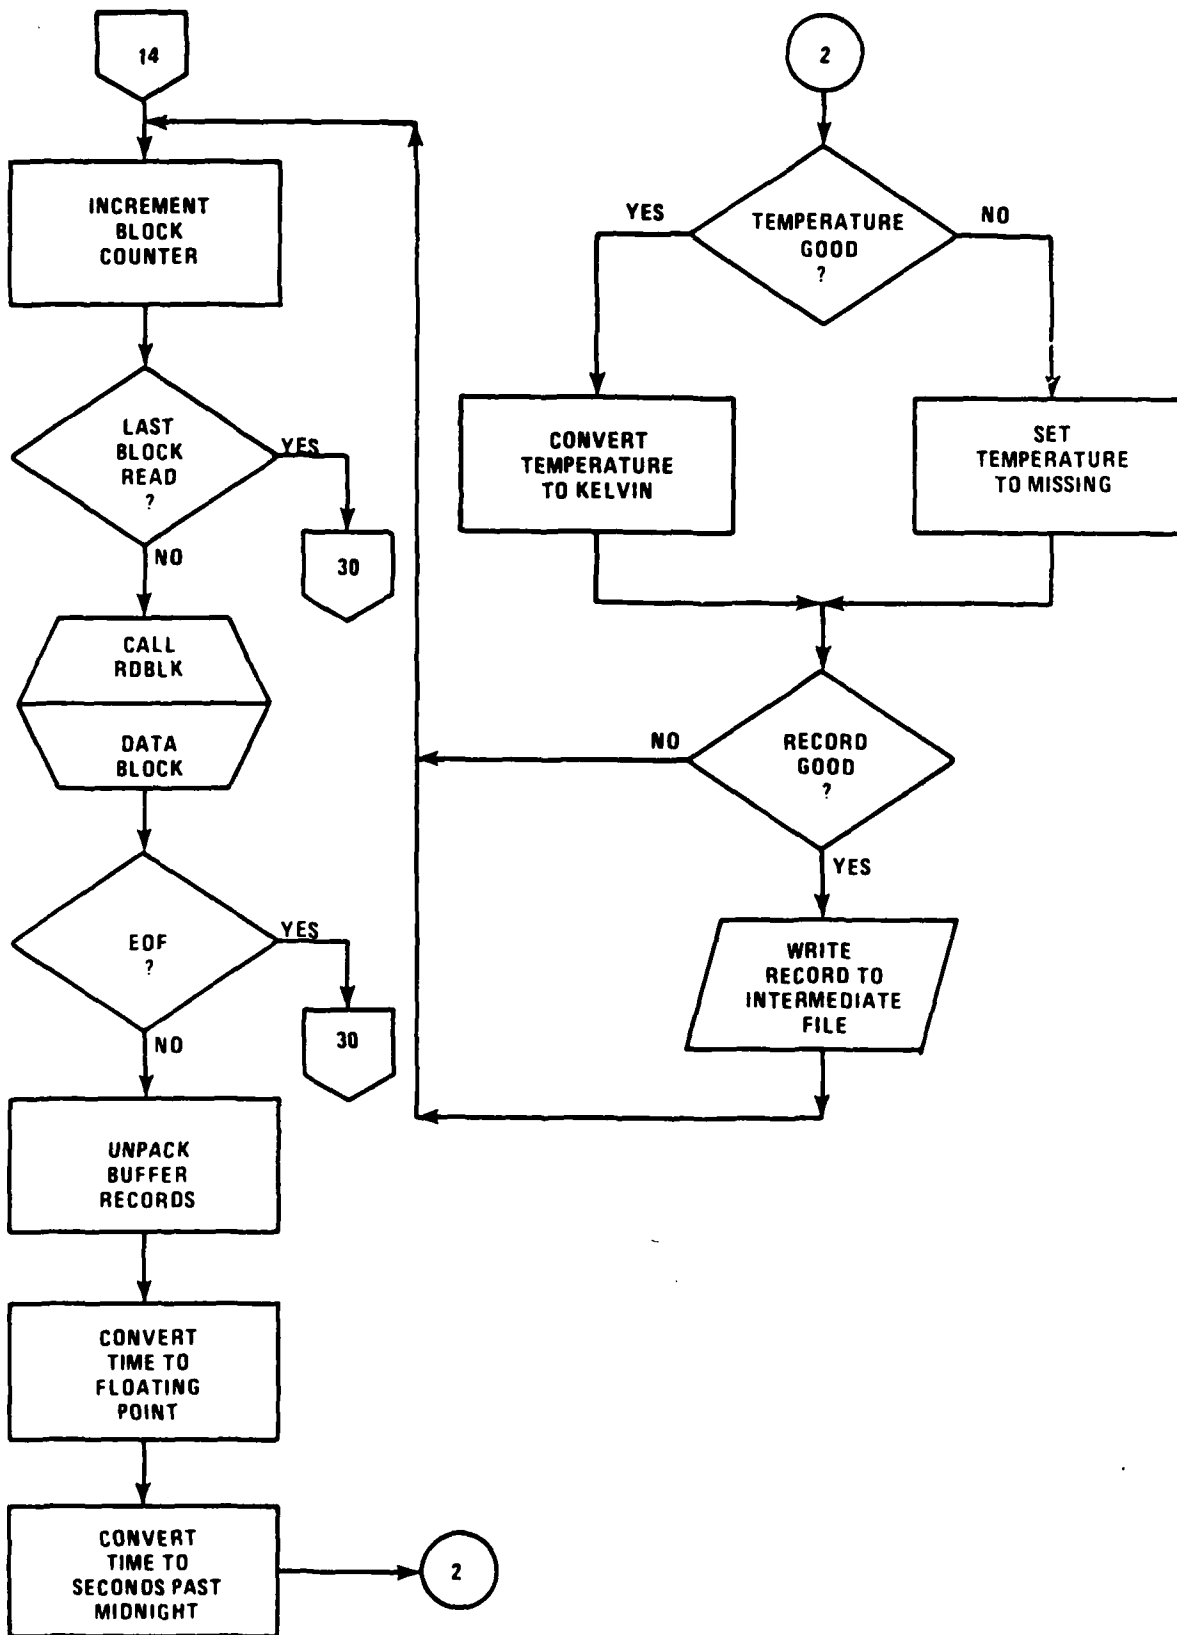 14
INCREMENT
BLOCK
COUNTER
LAST
BLOCK
READ
?
YES
30
NO
CALL
RDBLK
DATA
BLOCK
EOF
?
YES
30
NO
UNPACK
BUFFER
RECORDS
CONVERT
TIME TO
FLOATING
POINT
CONVERT
TIME TO
SECONDS PAST
MIDNIGHT
2
2
TEMPERATURE
GOOD
?
YES
NO
CONVERT
TEMPERATURE
TO KELVIN
SET
TEMPERATURE
TO MISSING
RECORD
GOOD
?
NO
YES
WRITE
RECORD TO
INTERMEDIATE
FILE